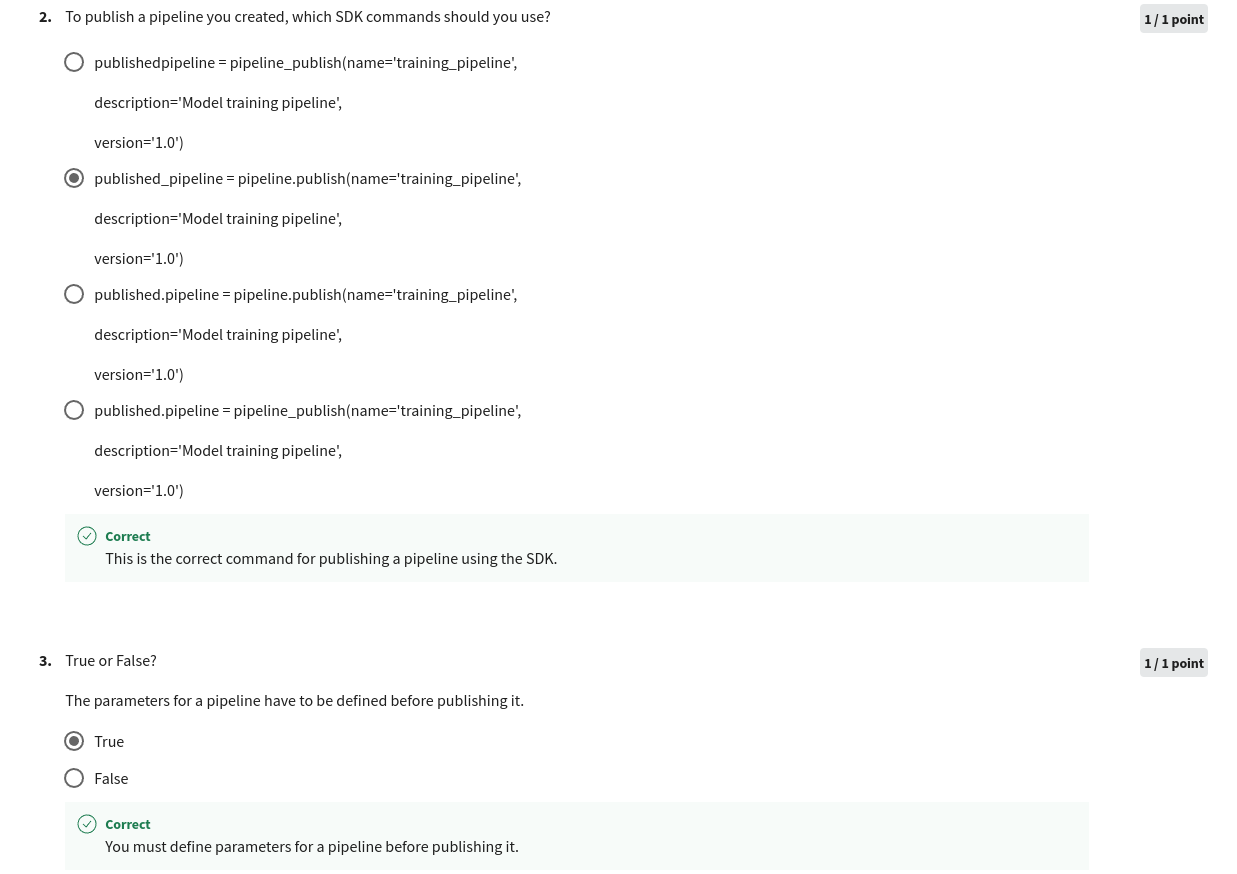 2. To publish a pipeline you created, which SDK commands should you use?
1 / 1 point
publishedpipeline = pipeline_publish(name='training_pipeline',
description='Model training pipeline',
version='1.0')
published_pipeline = pipeline.publish(name='training_pipeline',
description='Model training pipeline',
version='1.0')
published.pipeline = pipeline.publish(name='training_pipeline',
description='Model training pipeline',
version='1.0')
published.pipeline = pipeline_publish(name='training_pipeline',
description='Model training pipeline',
version='1.0')
Correct
This is the correct command for publishing a pipeline using the SDK.
3. True or False?
1 / 1 point
The parameters for a pipeline have to be defined before publishing it.
True
False
Correct
You must define parameters for a pipeline before publishing it.